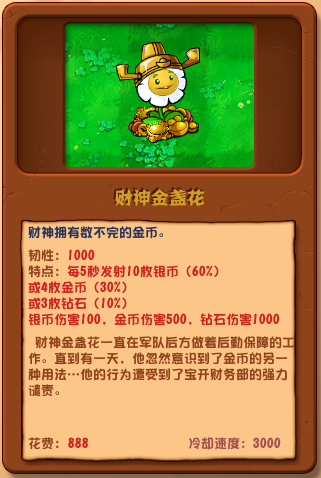 财神金盏花
财神拥有数不完的金币。
韧性：1000
特点：每5秒发射10枚银币（60%）
或4枚金币（30%）
或3枚钻石（10%）
银币伤害100，金币伤害500，钻石伤害1000
财神金盏花一直在军队后方做着后勤保障的工
作。直到有一天，他忽然意识到了金币的另一
种用法…他的行为遭受到了宝开财务部的强力
谴责。
花费：888 冷却速度：3000